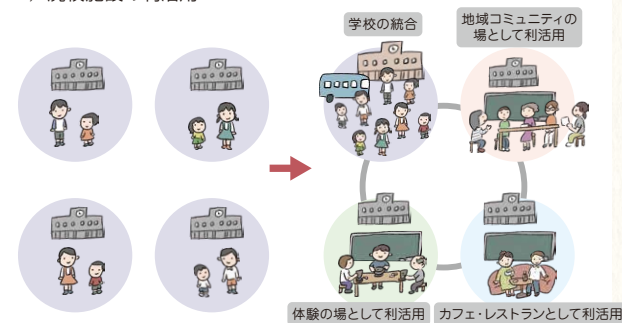 学校の統合
地域コミュニティの
場として利活用
体験の場として利活用
カフェ・レストランとして利活用